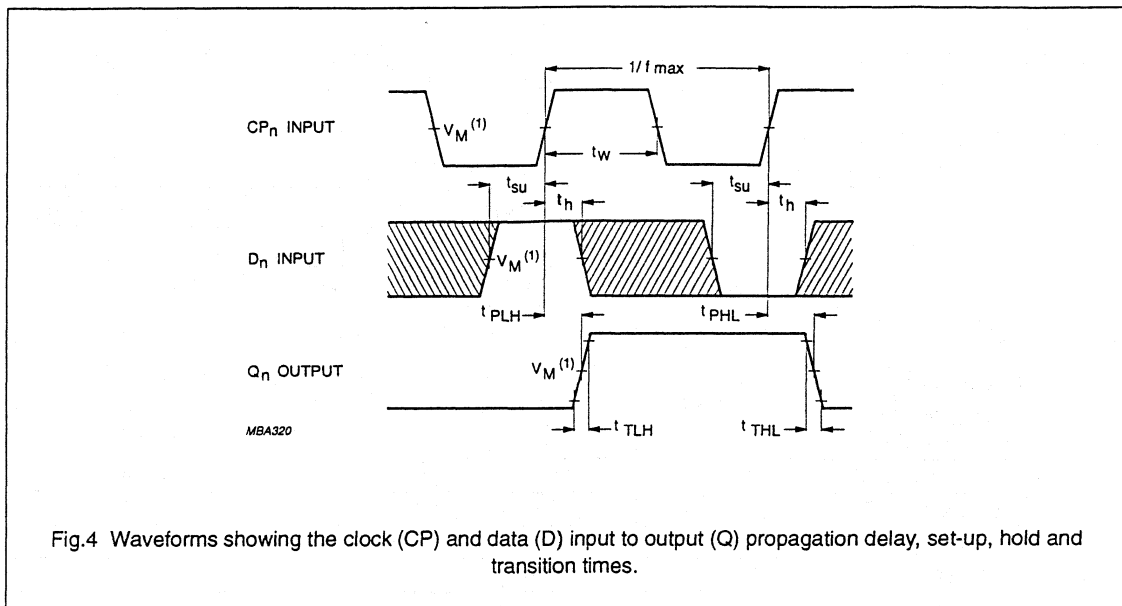 1/f max
CPn INPUT
VM(1)
tW
tsu
th
tsu
th
Dn INPUT
VM(1)
tPLH
tPHL
Qn OUTPUT
VM(1)
MBA320
tTLH
tTHL
Fig.4 Waveforms showing the clock (CP) and data (D) input to output (Q) propagation delay, set-up, hold and
transition times.